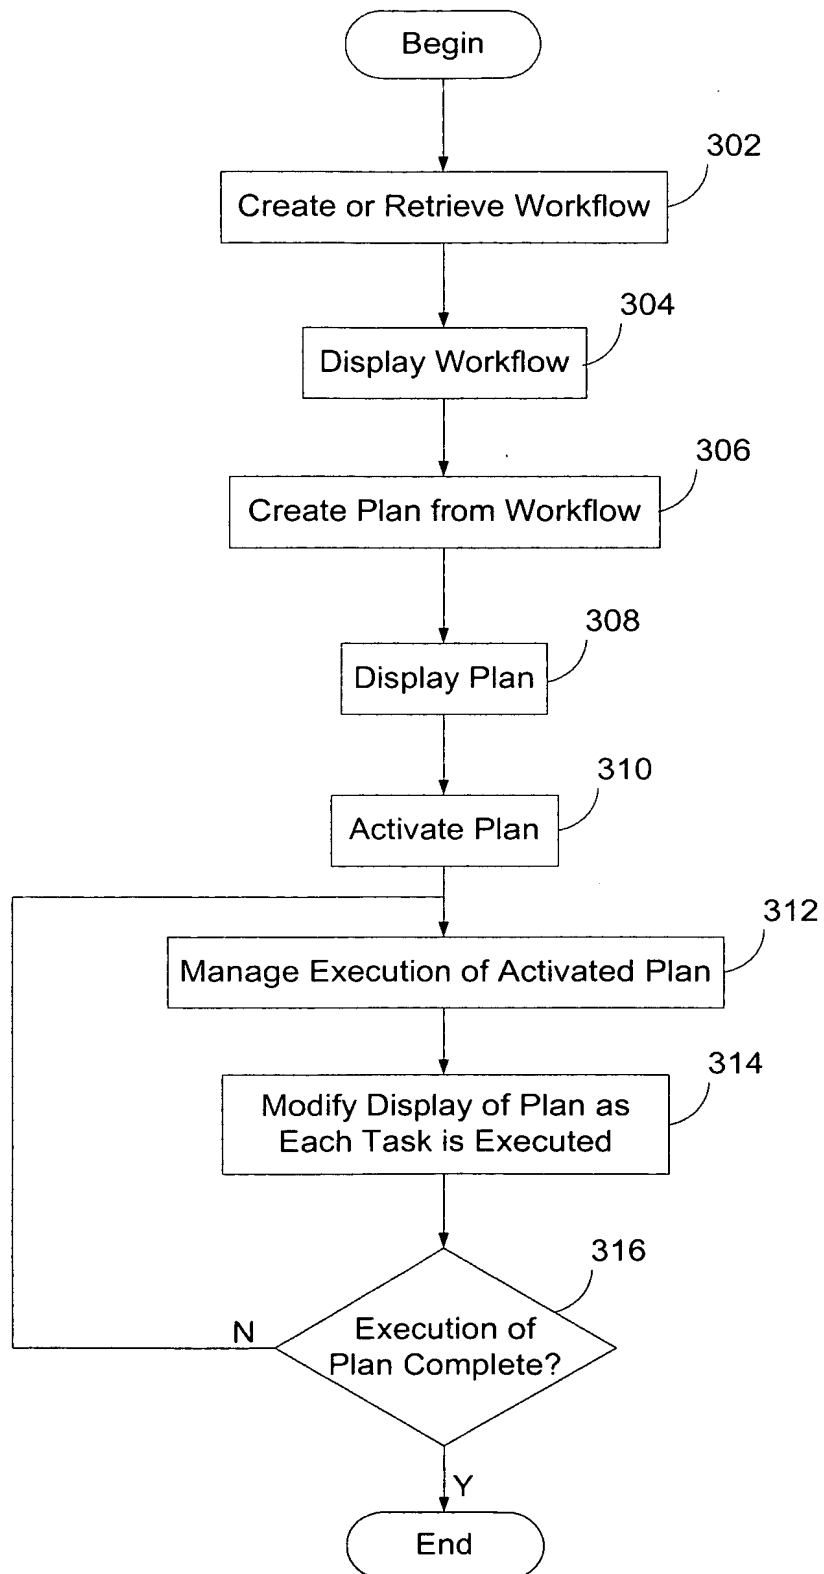 Begin
302
Create or Retrieve Workflow
304
Display Workflow
306
Create Plan from Workflow
308
Display Plan
310
Activate Plan
312
Manage Execution of Activated Plan
314
Modify Display of Plan as
Each Task is Executed
316
Execution of
Plan Complete?
N
Y
End